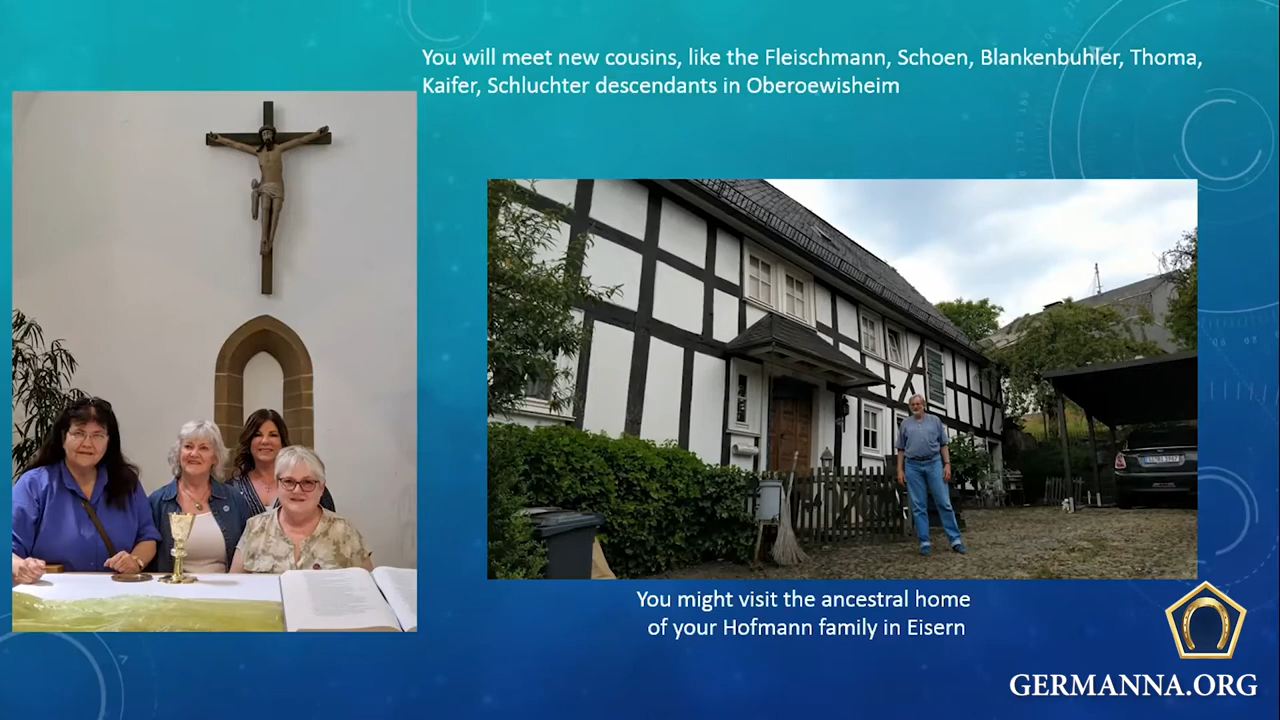 You will meet new cousins, like the Fleischmann, Schoen, Blankenbuhler, Thoma,
Kaifer, Schluchter descendants in Oberoewisheim
You might visit the ancestral home
of your Hofmann family in Eisern
GERMANNA.ORG